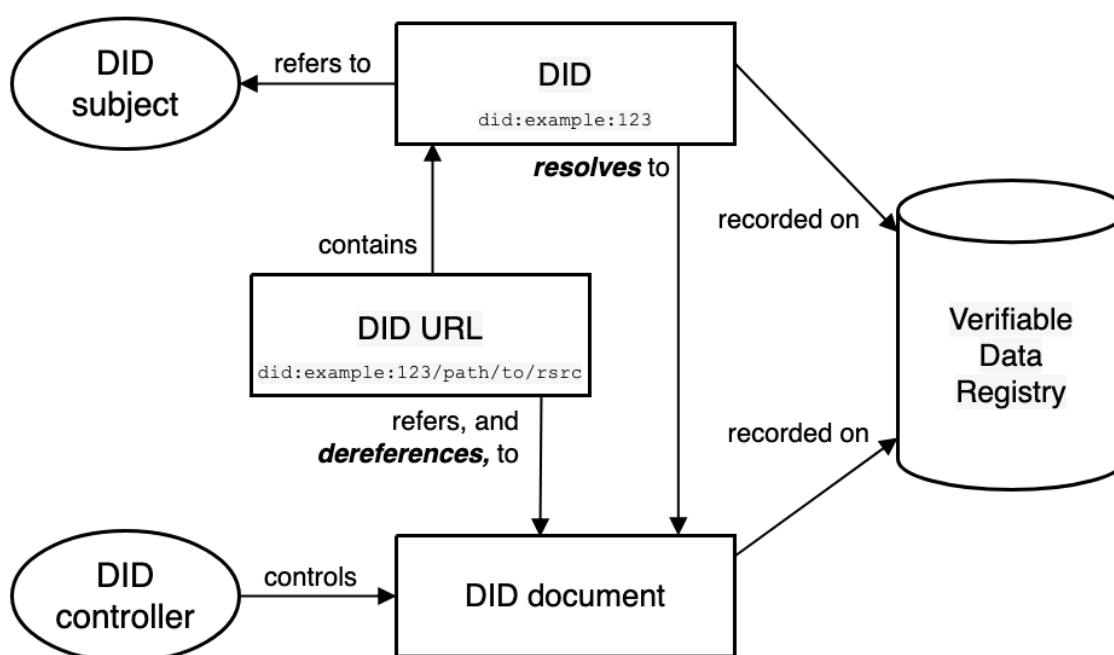 DID
subject
refers to
DID
did:example:123
resolves to
recorded on
contains
DID URL
did:example:123/path/to/rsrc
Verifiable
Data
Registry
refers, and
dereferences, to
recorded on
DID
controller
controls
DID document